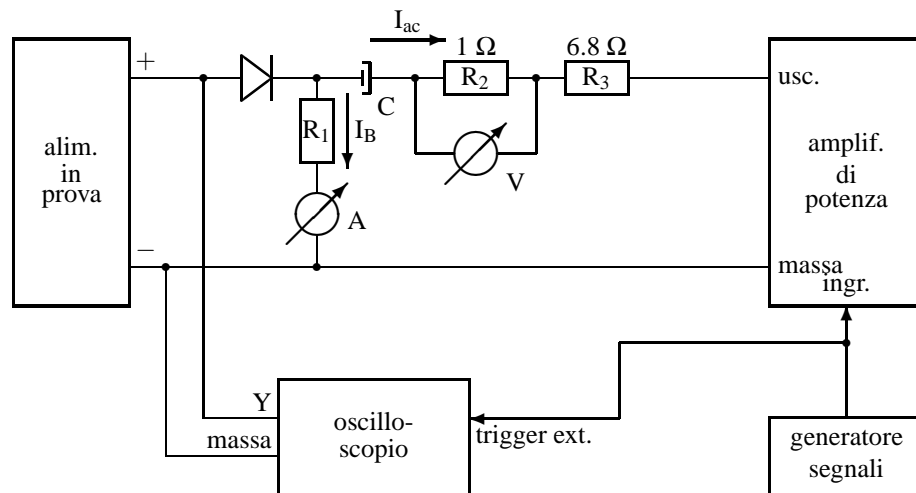 I_ac
1 Ω
6.8 Ω
+
R_2
R_3
usc.
C
R_1
I_B
alim.
in
prova
amplif.
di
potenza
V
A
−
massa
ingr.
Y
oscillo-
scopio
massa
trigger ext.
generatore
segnali